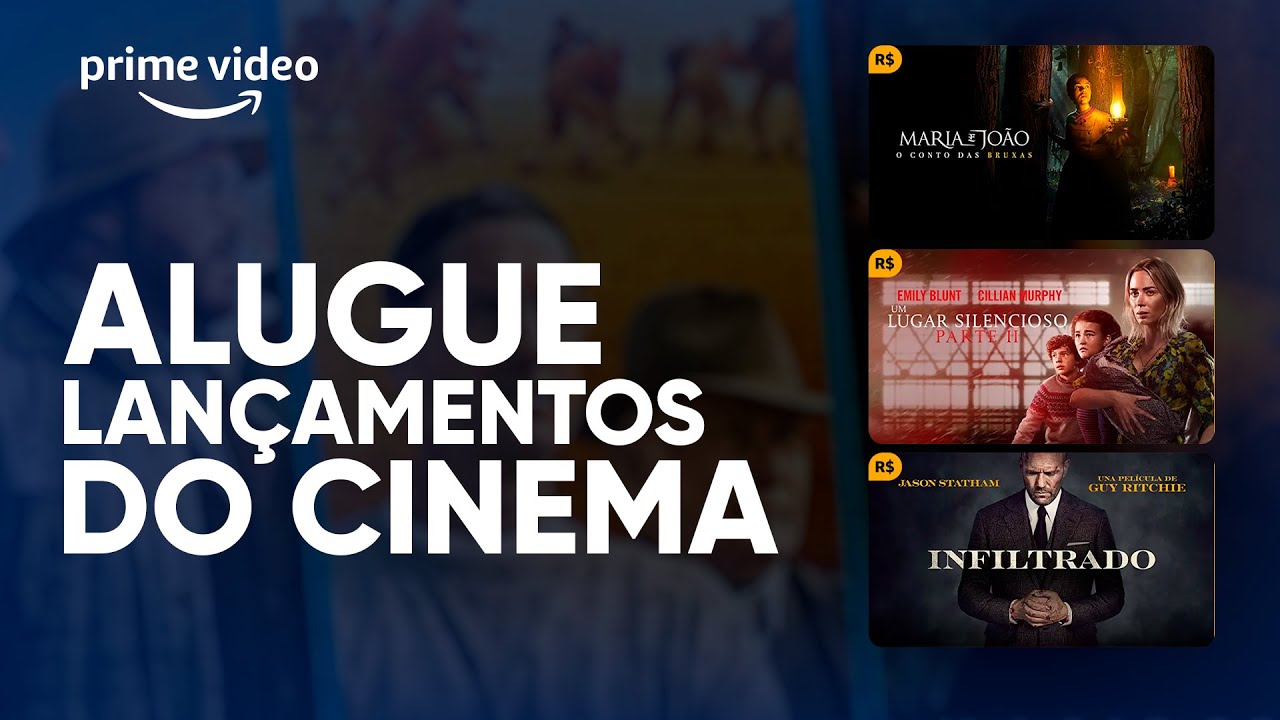 prime video
ALUGUE
LANÇAMENTOS
DO CINEMA
R$
MARIA E JOÃO
O CONTO DAS BRUXAS
R$
EMILY BLUNT CILLIAN MURPHY
UM
LUGAR SILENCIOSO
PARTE II
R$
JASON STATHAM
UNA PELÍCULA DE
GUY RITCHIE
INFILTRADO